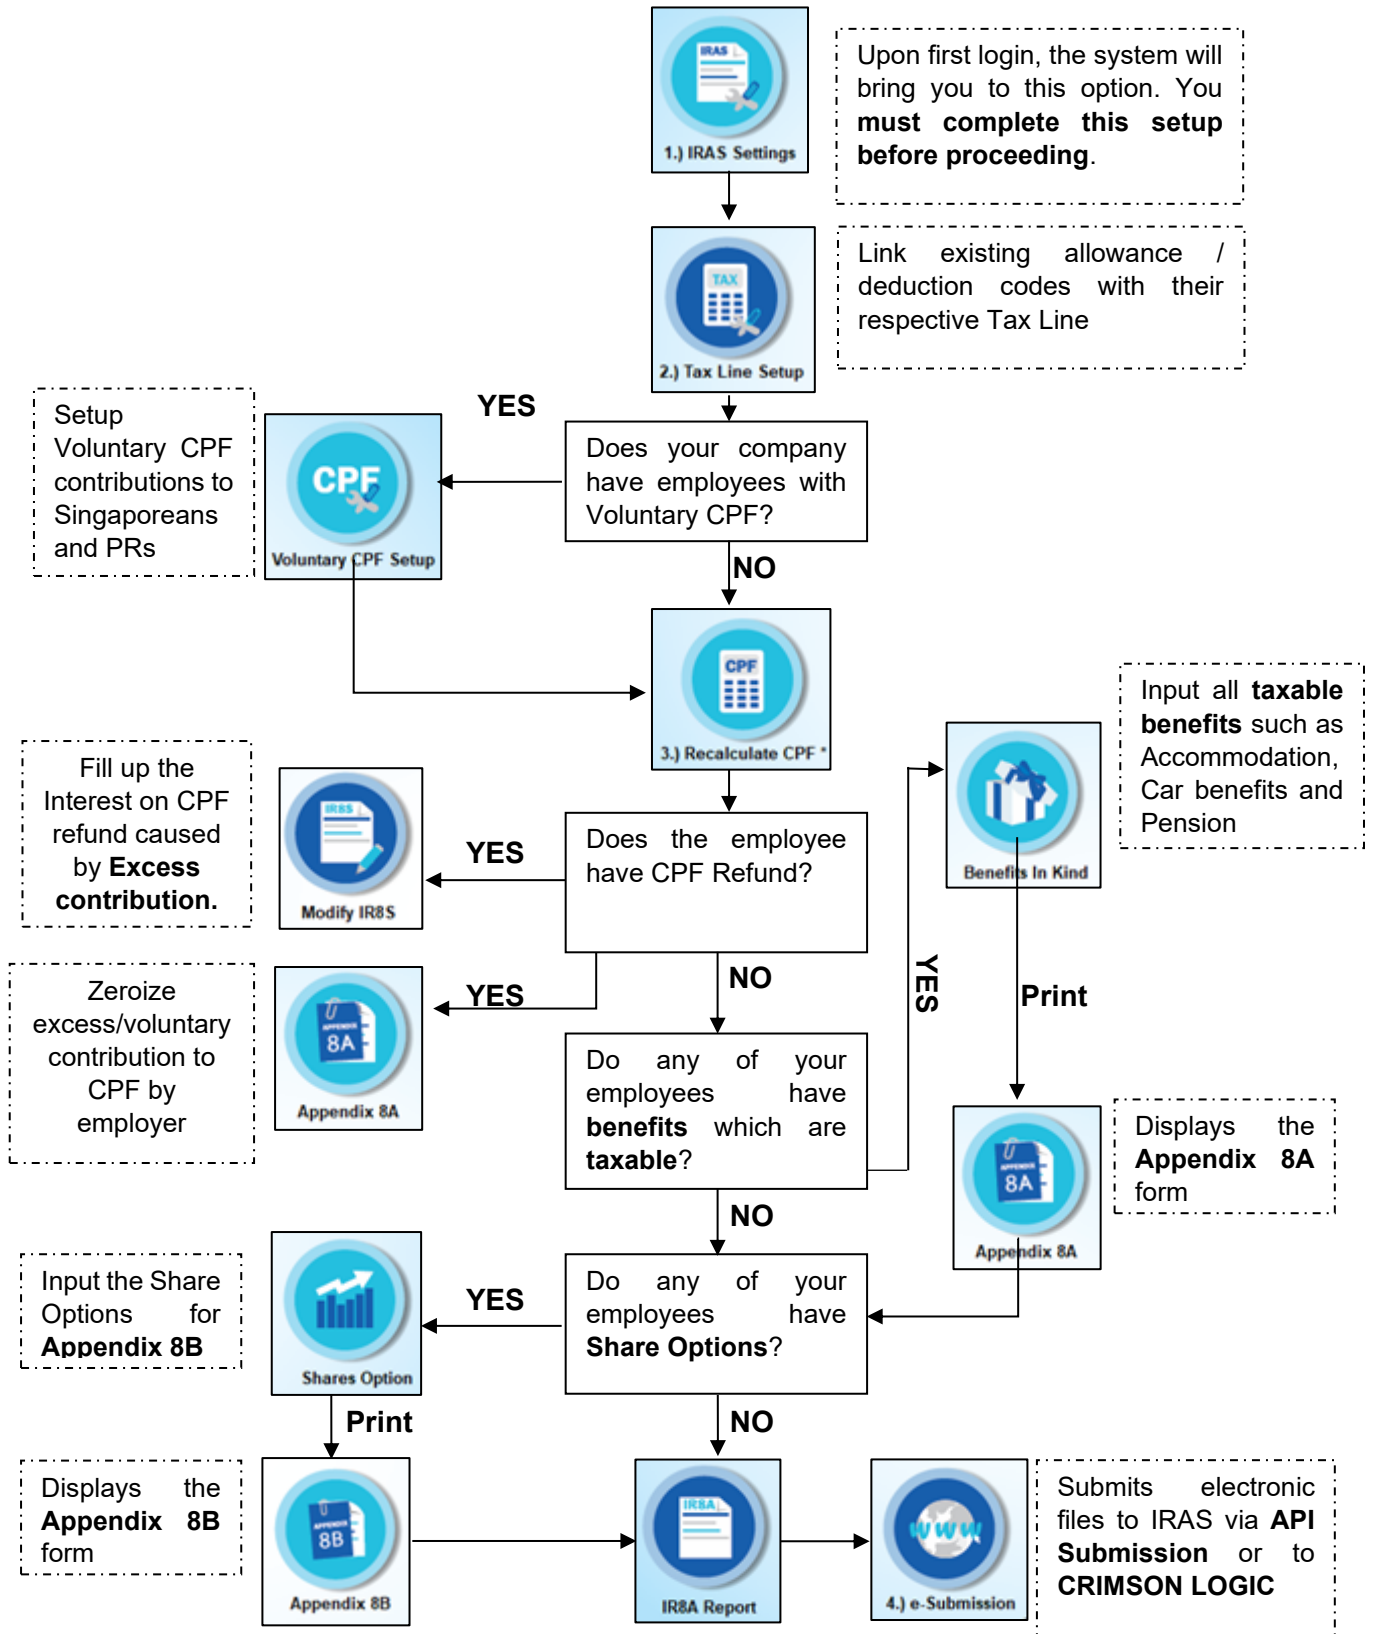 IRAS
1.) IRAS Settings
Upon first login, the system will
bring you to this option. You
must complete this setup
before proceeding.
TAX
2.) Tax Line Setup
Link existing allowance /
deduction codes with their
respective Tax Line
YES
Setup
Voluntary CPF
contributions to
Singaporeans
and PRs
CPF
Voluntary CPF Setup
Does your company
have employees with
Voluntary CPF?
NO
CPF
3.) Recalculate CPF *
Input all taxable
benefits such as
Accommodation,
Car benefits and
Pension
Benefits In Kind
Fill up the
Interest on CPF
refund caused
by Excess
contribution.
IR8S
Modify IR8S
YES
Does the employee
have CPF Refund?
NO
YES
YES
Print
Zeroize
excess/voluntary
contribution to
CPF by
employer
APPENDIX
8A
Appendix 8A
Do any of your
employees have
benefits which are
taxable?
APPENDIX
8A
Appendix 8A
Displays the
Appendix 8A
form
NO
Input the Share
Options for
Appendix 8B
Shares Option
YES
Do any of your
employees have
Share Options?
Print
NO
Displays the
Appendix 8B
form
APPENDIX
8B
Appendix 8B
IR8A
IR8A Report
www
4.) e-Submission
Submits electronic
files to IRAS via API
Submission or to
CRIMSON LOGIC